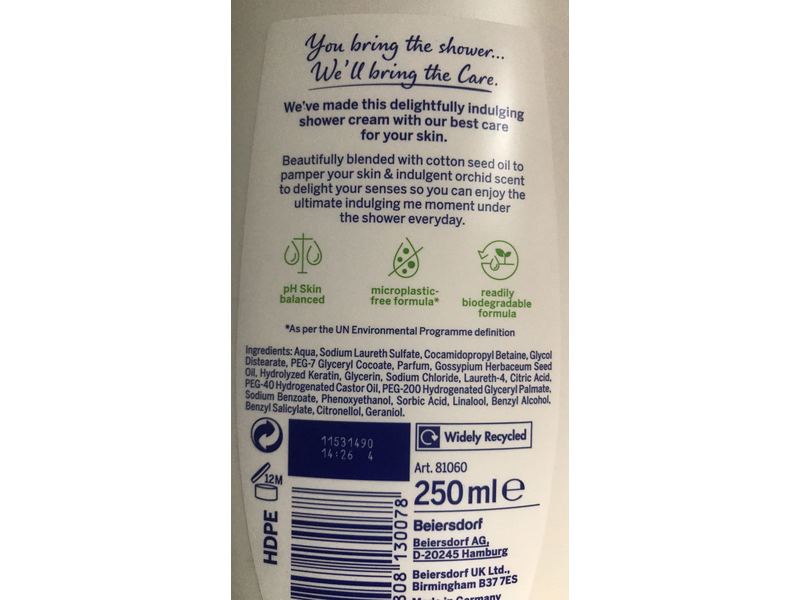 You bring the shower...
We'll bring the Care.
We've made this delightfully indulging
shower cream with our best care
for your skin.
Beautifully blended with cotton seed oil to
pamper your skin & indulgent orchid scent
to delight your senses so you can enjoy the
ultimate indulging me moment under
the shower everyday.
pH Skin
balanced
microplastic-
free formula*
readily
biodegradable
formula
*As per the UN Environmental Programme definition
Ingredients: Aqua, Sodium Laureth Sulfate, Cocamidopropyl Betaine, Glycol
Distearate, PEG-7 Glyceryl Cocoate, Parfum, Gossypium Herbaceum Seed
Oil, Hydrolyzed Keratin, Glycerin, Sodium Chloride, Laureth-4, Citric Acid,
PEG-40 Hydrogenated Castor Oil, PEG-200 Hydrogenated Glyceryl Palmate,
Sodium Benzoate, Phenoxyethanol, Sorbic Acid, Linalool, Benzyl Alcohol,
Benzyl Salicylate, Citronellol, Geraniol.
11531490
14:26 4
Widely Recycled
12M
HDPE
Art. 81060
250 ml e
808130078
Beiersdorf
Beiersdorf AG,
D-20245 Hamburg
Beiersdorf UK Ltd.,
Birmingham B37 7ES
Made in Germany